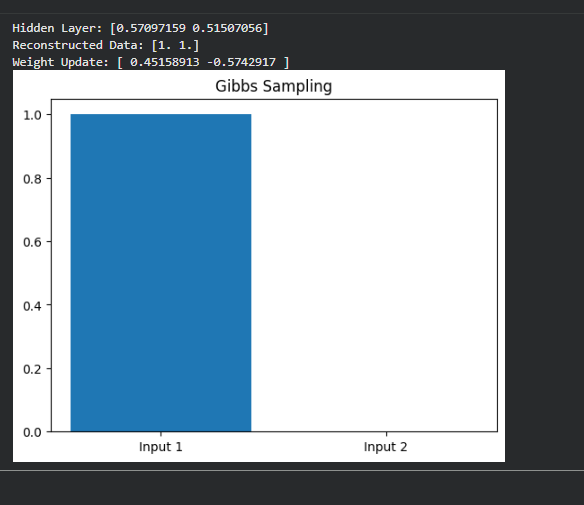 Hidden Layer: [0.57097159 0.51507056]
Reconstructed Data: [1. 1.]
Weight Update: [ 0.45158913 -0.5742917 ]
Gibbs Sampling
1.0
0.8
0.6
0.4
0.2
0.0
Input 1 Input 2